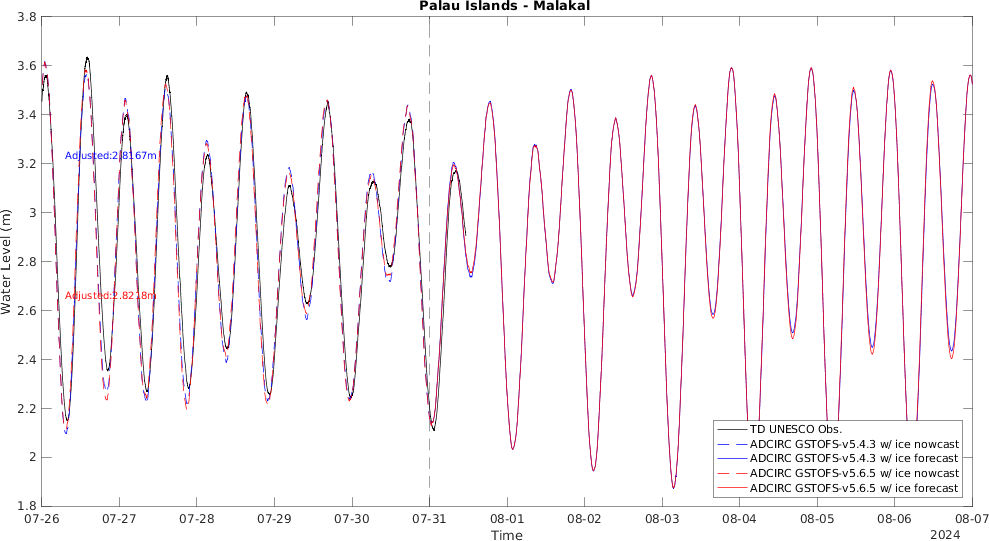 Palau Islands - Malakal
3.8
3.6
3.4
3.2
3
2.8
2.6
2.4
2.2
2
1.8
Water Level (m)
Adjusted:2.8167m
Adjusted:2.8218m
TD UNESCO Obs.
ADCIRC GSTOFS-v5.4.3 w/ ice nowcast
ADCIRC GSTOFS-v5.4.3 w/ ice forecast
ADCIRC GSTOFS-v5.6.5 w/ ice nowcast
ADCIRC GSTOFS-v5.6.5 w/ ice forecast
07-26 07-27 07-28 07-29 07-30 07-31 08-01 08-02 08-03 08-04 08-05 08-06 08-07
Time
2024